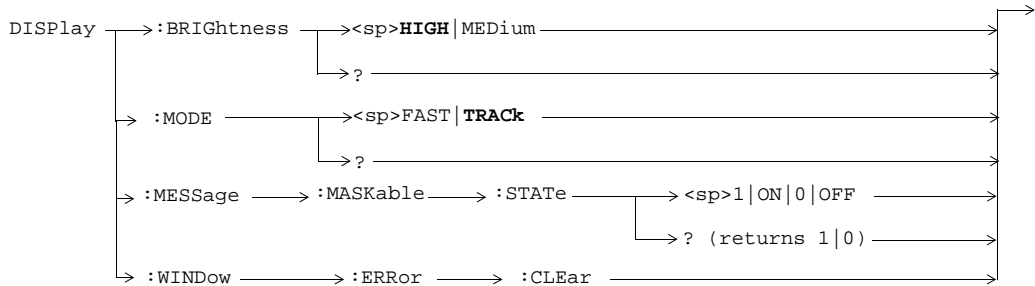 DISPlay :BRIGhtness <sp>HIGH|MEDium
?
:MODE <sp>FAST|TRACk
?
:MESSage :MASKable :STATe <sp>1|ON|0|OFF
? (returns 1|0)
:WINDow :ERRor :CLEar